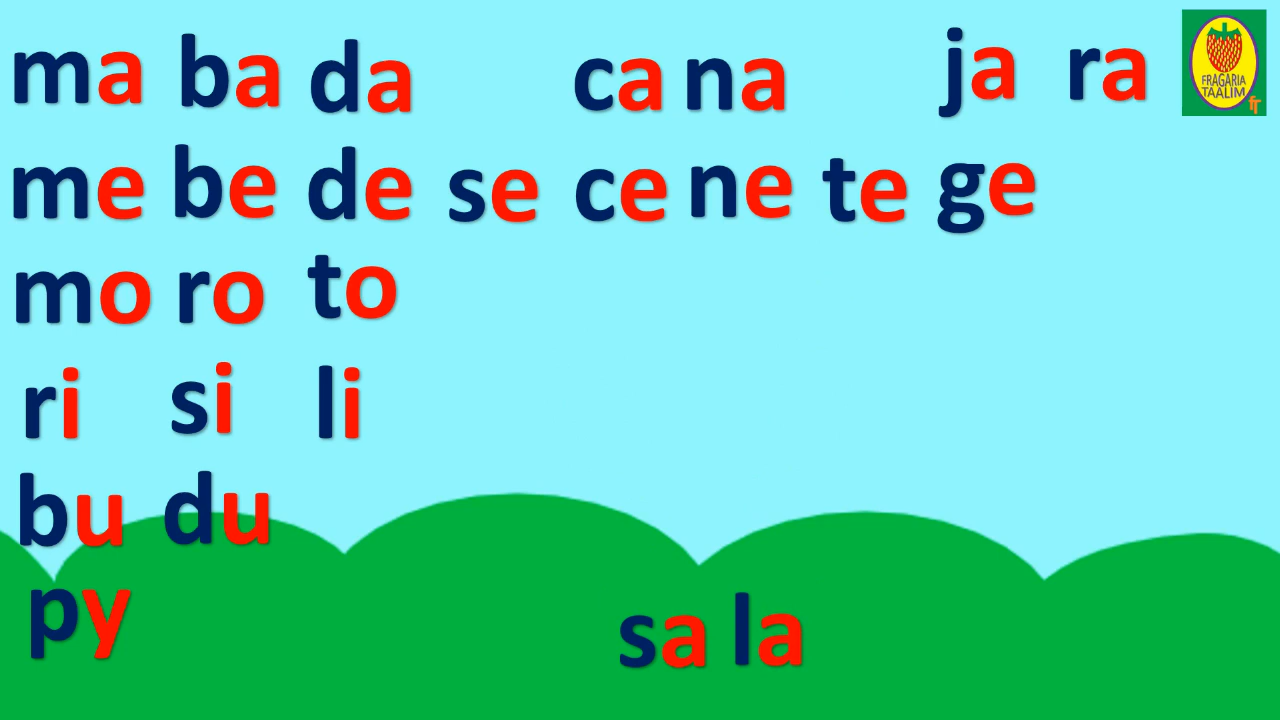 ma ba da ca na ja ra
FRAGARIA
TAALIM
fT
me be de se ce ne te ge
mo ro to
ri si li
bu du
py
sa la